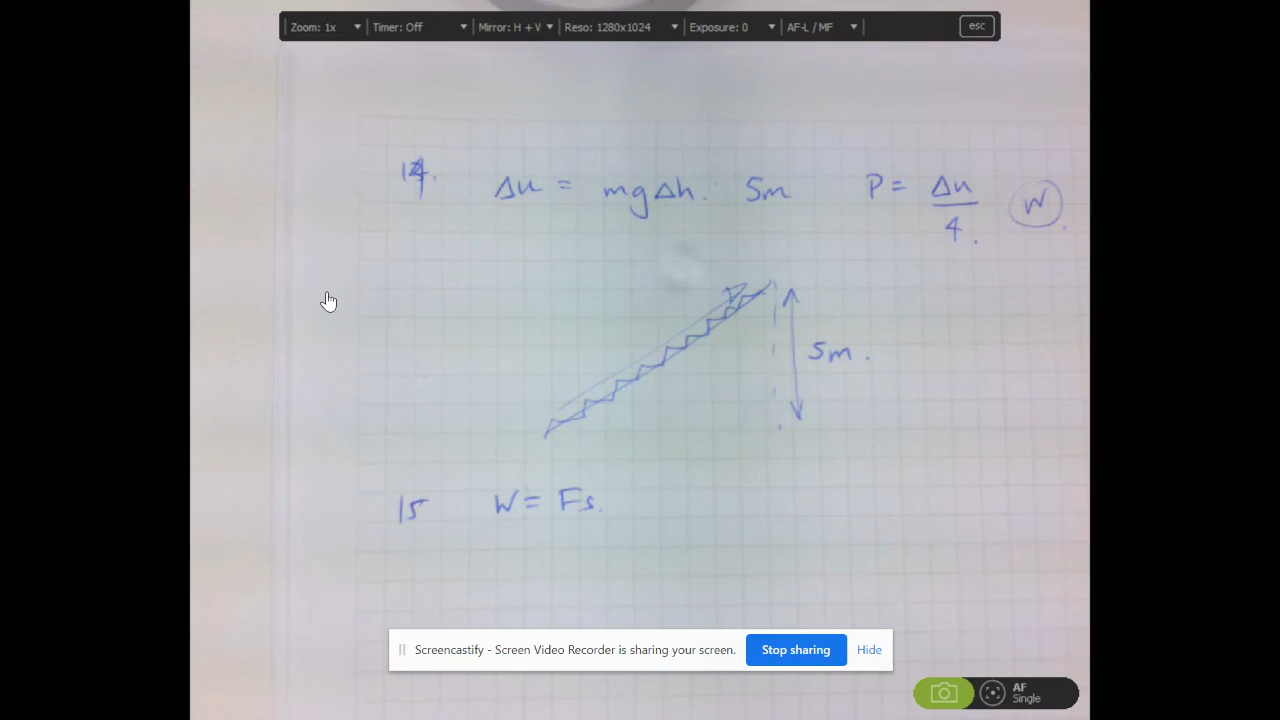 Zoom: 1x Timer: Off Mirror: H + V Reso: 1280x1024 Exposure: 0 AF-L / MF esc
14. Δu = mgΔh. 5m P = Δu / 4. W.
5m.
15 W = Fs.
Screencastify - Screen Video Recorder is sharing your screen. Stop sharing Hide
AF
Single